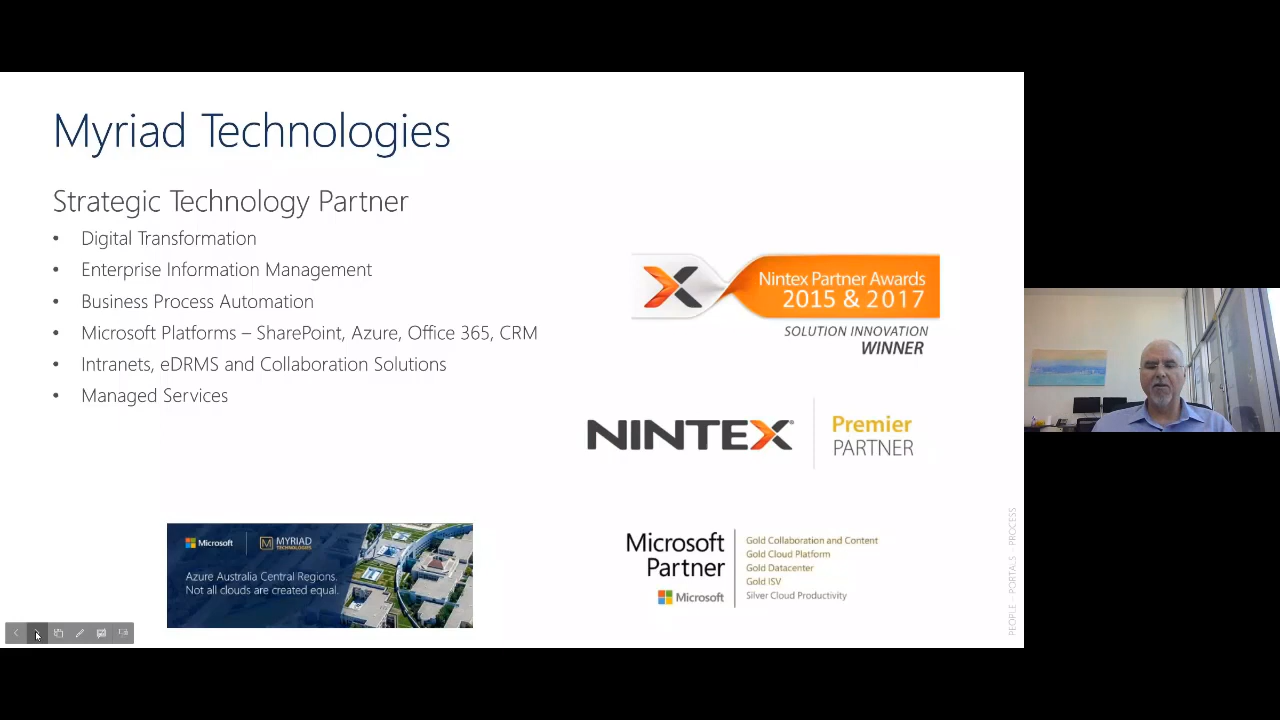 Myriad Technologies
Strategic Technology Partner
• Digital Transformation
• Enterprise Information Management
• Business Process Automation
• Microsoft Platforms – SharePoint, Azure, Office 365, CRM
• Intranets, eDRMS and Collaboration Solutions
• Managed Services
Nintex Partner Awards
2015 & 2017
SOLUTION INNOVATION
WINNER
NINTEX®
Premier
PARTNER
Microsoft
MYRIAD
TECHNOLOGIES
Azure Australia Central Regions.
Not all clouds are created equal.
Microsoft
Partner
Microsoft
Gold Collaboration and Content
Gold Cloud Platform
Gold Datacenter
Gold ISV
Silver Cloud Productivity
PEOPLE - PORTALS - PROCESS